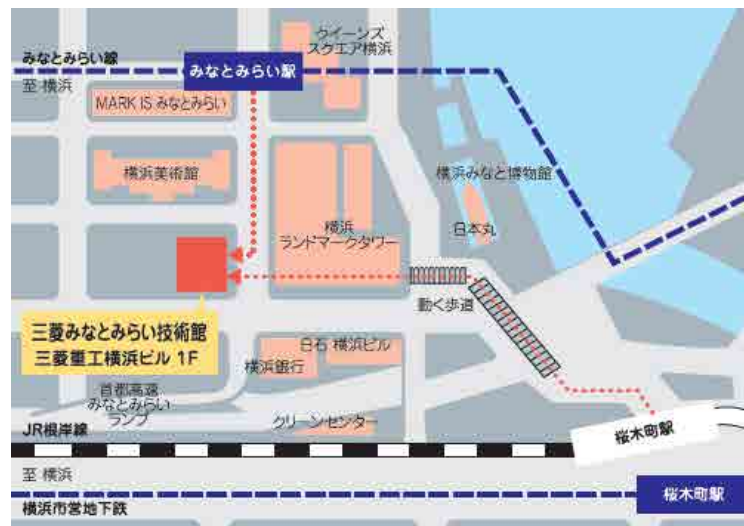 クイーンズ
スクエア横浜
みなとみらい線
みなとみらい駅
至 横浜
MARK IS みなとみらい
横浜美術館
横浜みなと博物館
横浜
ランドマークタワー
日本丸
動く歩道
三菱みなとみらい技術館
三菱重工横浜ビル 1F
日石 横浜ビル
横浜銀行
首都高速
みなとみらい
ランプ
クリーンセンター
JR根岸線
桜木町駅
至 横浜
桜木町駅
横浜市営地下鉄